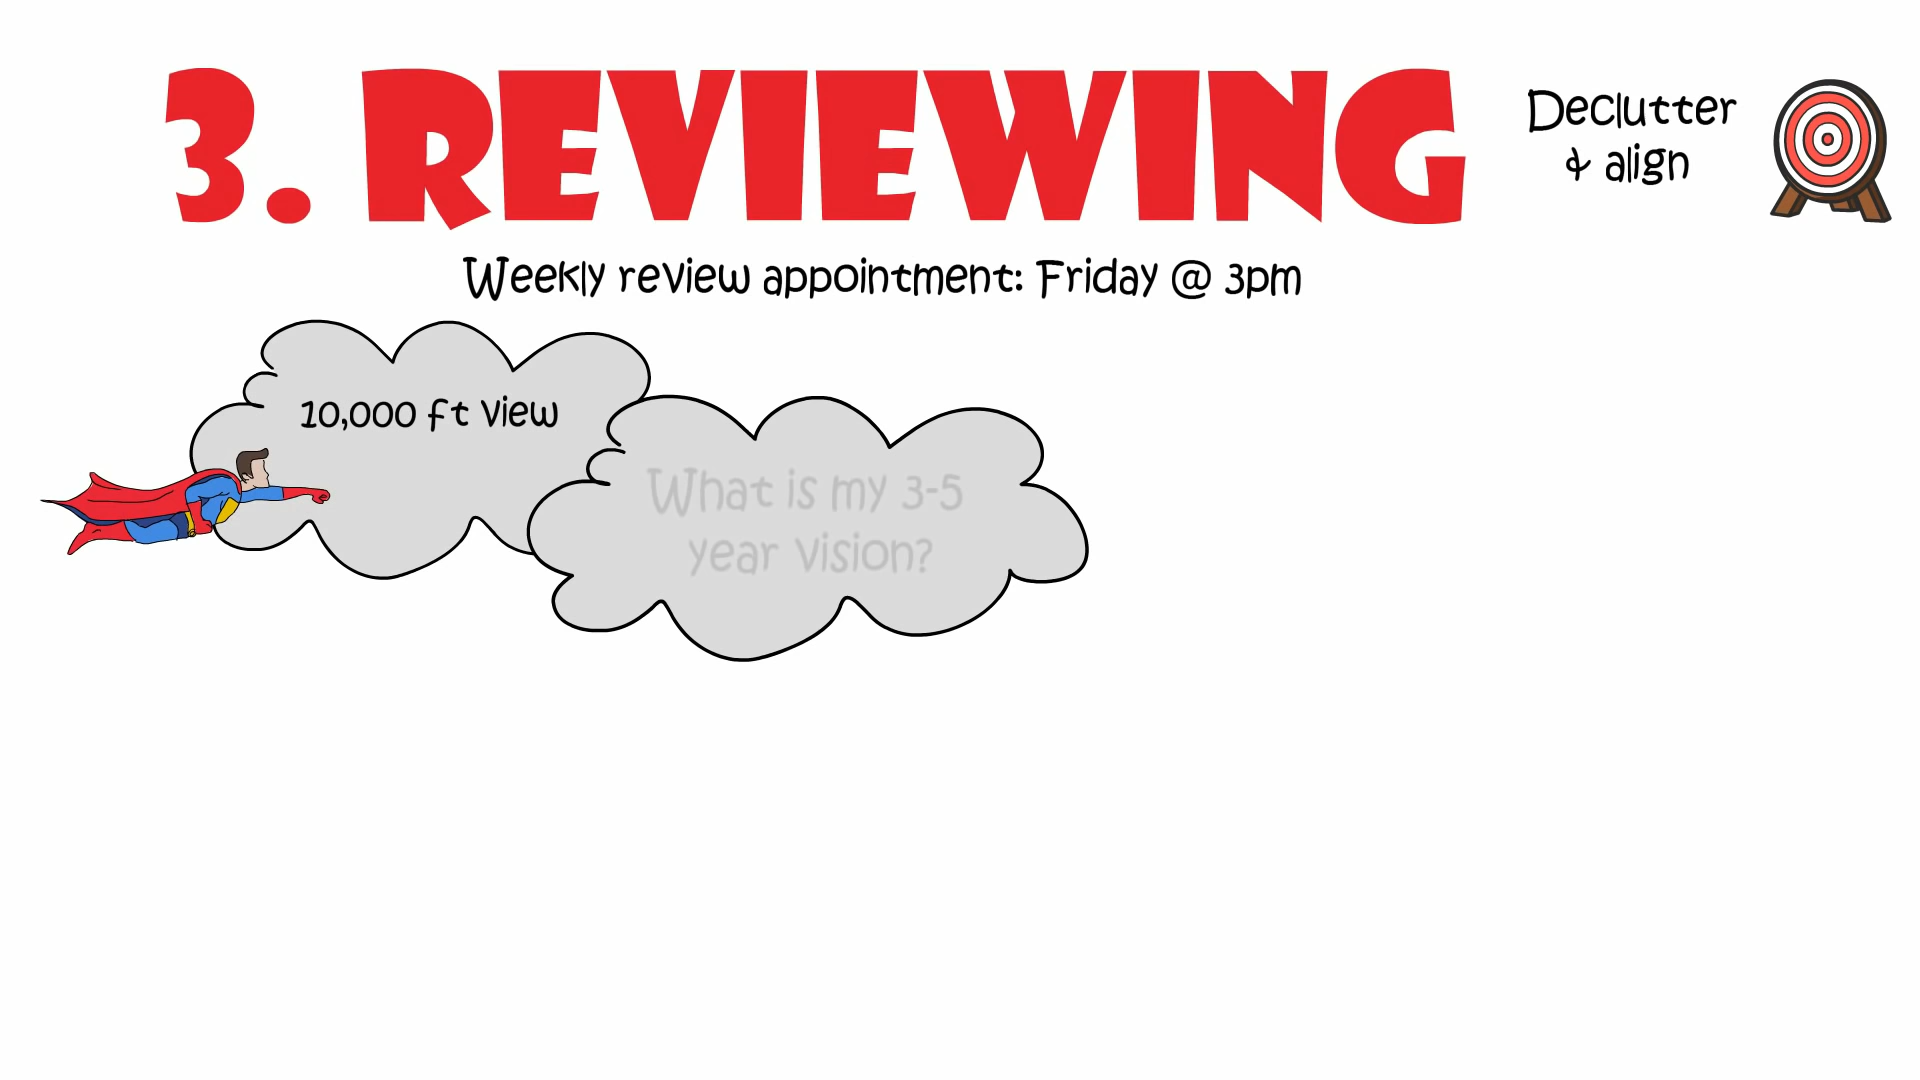 3. REVIEWING
Declutter
& align
Weekly review appointment: Friday @ 3pm
10,000 ft view
What is my 3-5
year vision?